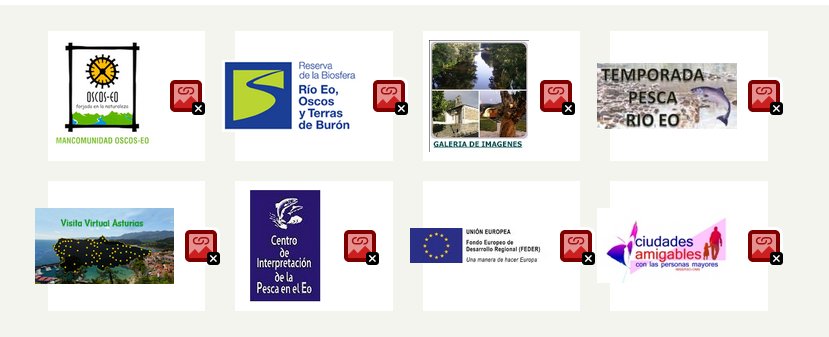 OSCOS-EO
forjada en la naturaleza
MANCOMUNIDAD OSCOS-EO
Reserva
de la Biosfera
Río Eo,
Oscos
y Terras
de Burón
GALERIA DE IMAGENES
TEMPORADA
PESCA
RIO EO
Visita Virtual Asturias
Centro
de
Interpretación
de la
Pesca en el Eo
UNIÓN EUROPEA
Fondo Europeo de
Desarrollo Regional (FEDER)
Una manera de hacer Europa
ciudades
amigables
con las personas mayores